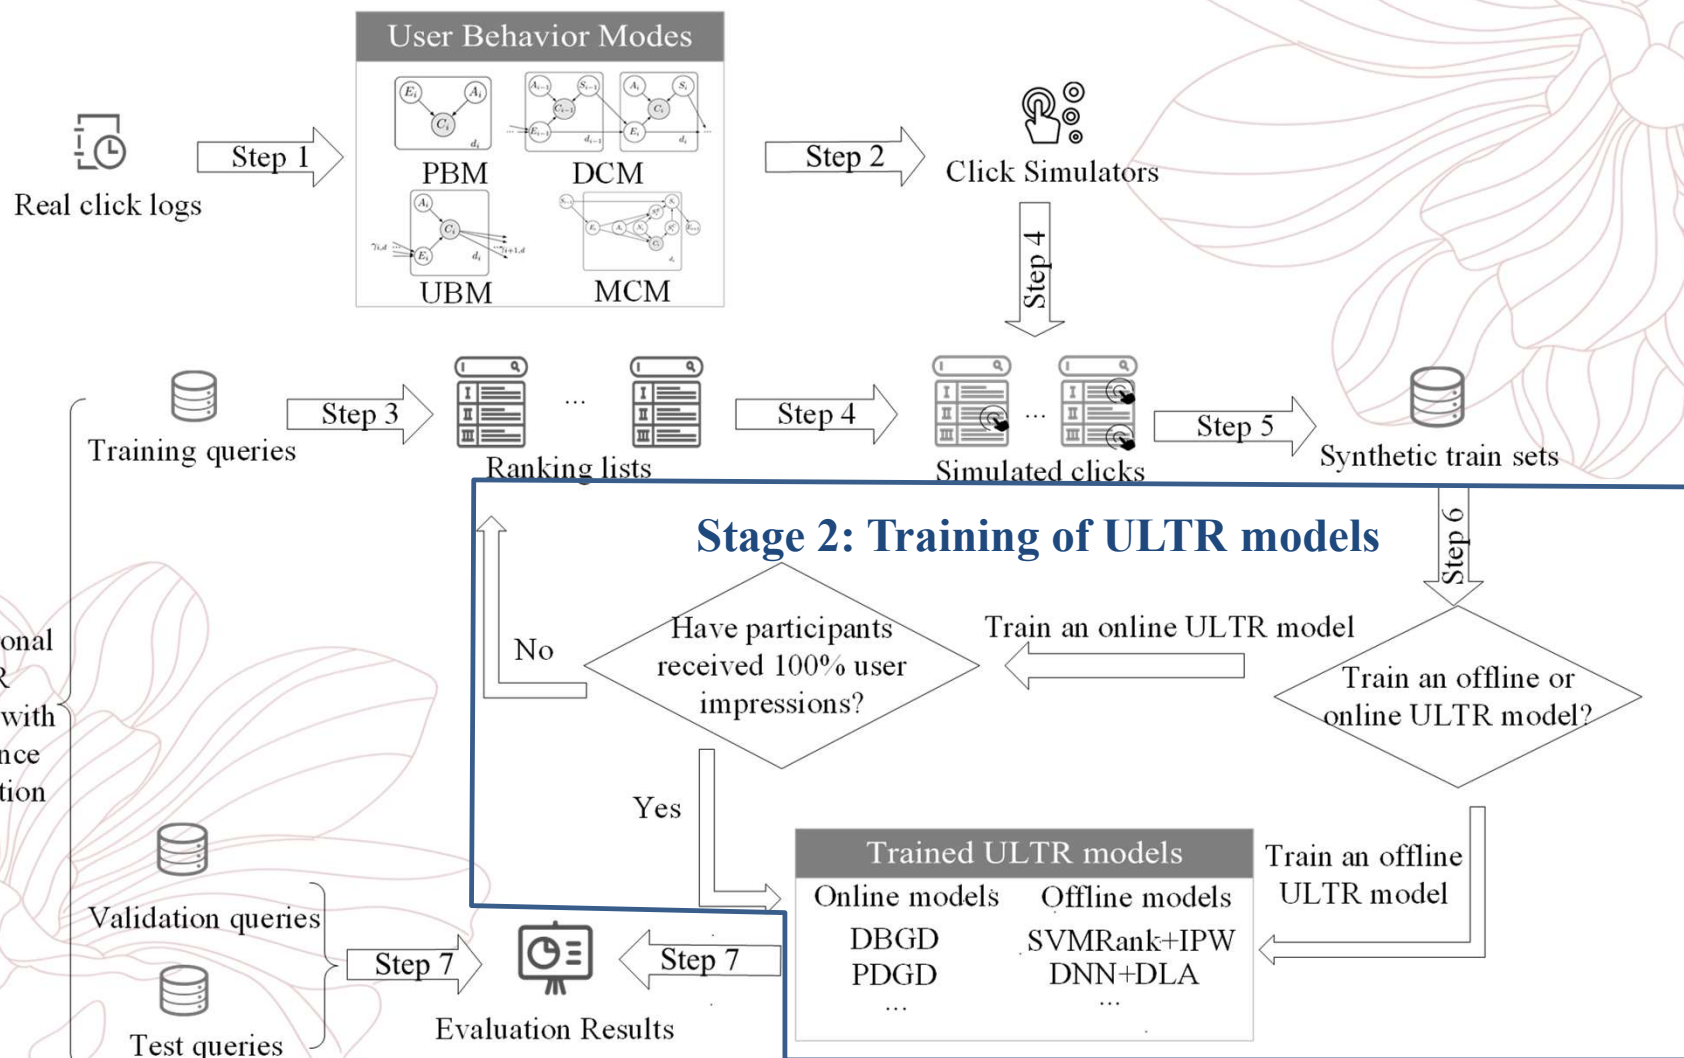 User Behavior Modes
PBM
DCM
UBM
MCM
Real click logs
Step 1
Step 2
Click Simulators
Step 4
Training queries
Step 3
Ranking lists
...
Step 4
Simulated clicks
...
Step 5
Synthetic train sets
Stage 2: Training of ULTR models
Step 6
Train an offline or
online ULTR model?
Train an online ULTR model
Have participants
received 100% user
impressions?
No
Yes
Train an offline
ULTR model
Trained ULTR models
Online models
DBGD
PDGD
...
Offline models
SVMRank+IPW
DNN+DLA
...
onal
R
with
nce
tion
Validation queries
Test queries
Step 7
Step 7
Evaluation Results